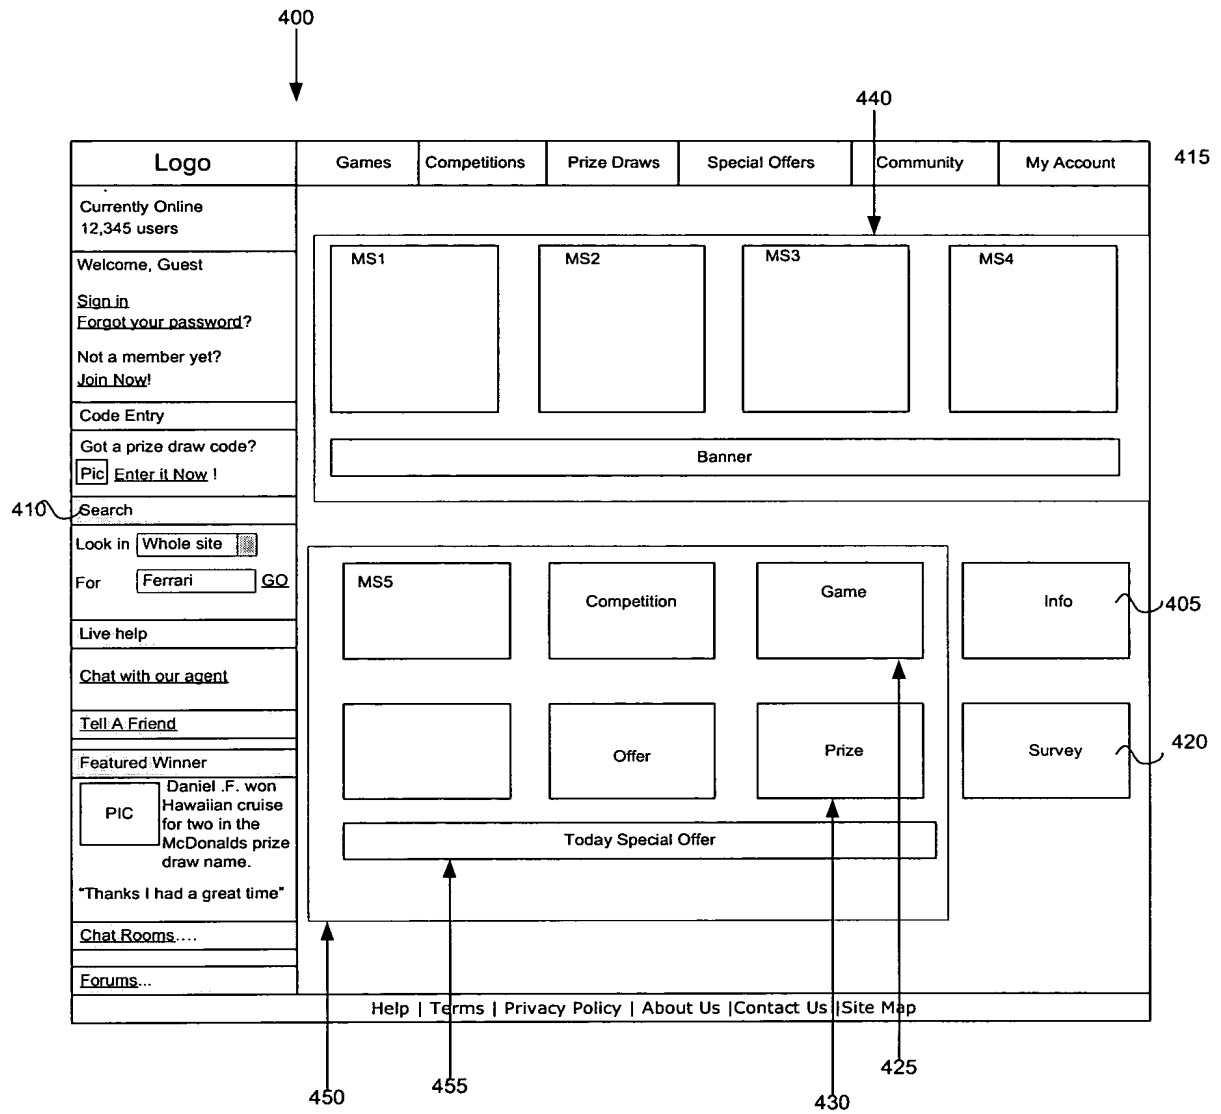 400
440
415
Logo
Games
Competitions
Prize Draws
Special Offers
Community
My Account
Currently Online
12,345 users
Welcome, Guest
Sign in
Forgot your password?
Not a member yet?
Join Now!
Code Entry
Got a prize draw code?
Pic Enter it Now !
410
Search
Look in Whole site
For Ferrari GO
Live help
Chat with our agent
Tell A Friend
Featured Winner
PIC
Daniel .F. won
Hawaiian cruise
for two in the
McDonalds prize
draw name.
“Thanks I had a great time”
Chat Rooms....
Forums...
MS1
MS2
MS3
MS4
Banner
MS5
Competition
Game
Info
405
Offer
Prize
Survey
420
Today Special Offer
Help | Terms | Privacy Policy | About Us |Contact Us |Site Map
450
455
430
425